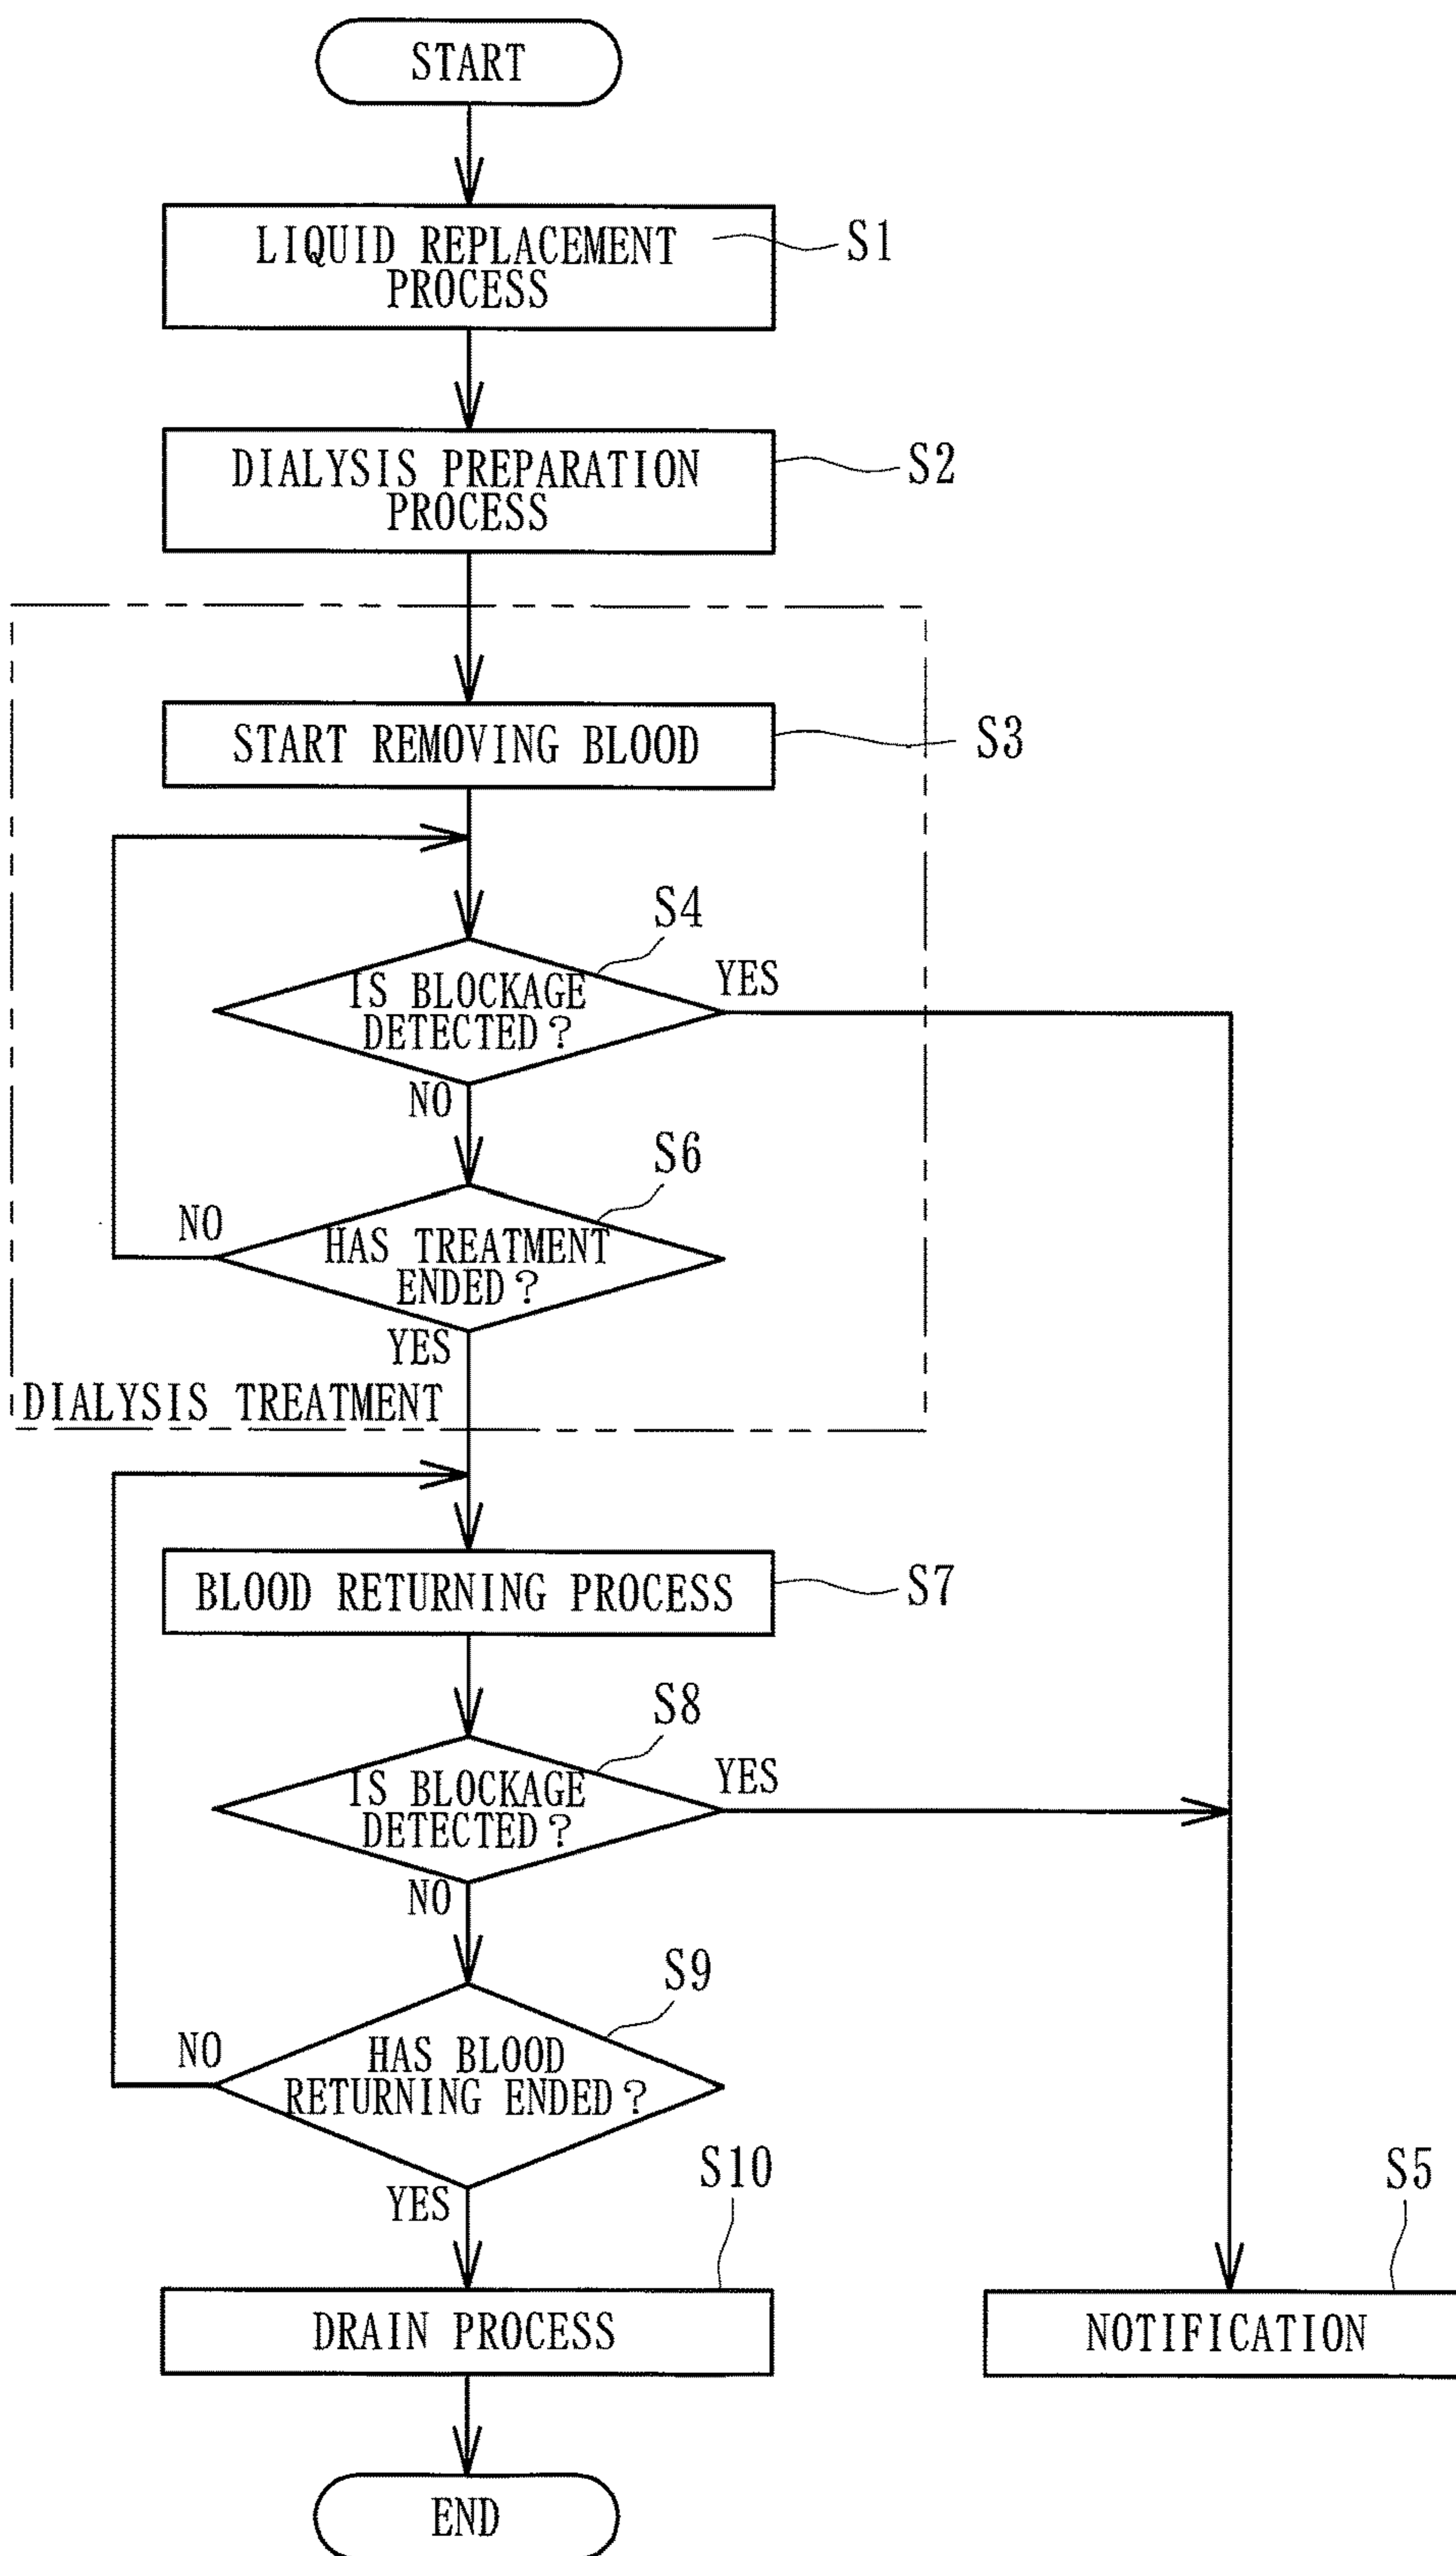 START
LIQUID REPLACEMENT
PROCESS
S1
DIALYSIS PREPARATION
PROCESS
S2
START REMOVING BLOOD
S3
S4
IS BLOCKAGE
DETECTED?
YES
NO
S6
NO
HAS TREATMENT
ENDED?
YES
DIALYSIS TREATMENT
BLOOD RETURNING PROCESS
S7
S8
IS BLOCKAGE
DETECTED?
YES
NO
S9
NO
HAS BLOOD
RETURNING ENDED?
YES
S10
S5
DRAIN PROCESS
NOTIFICATION
END